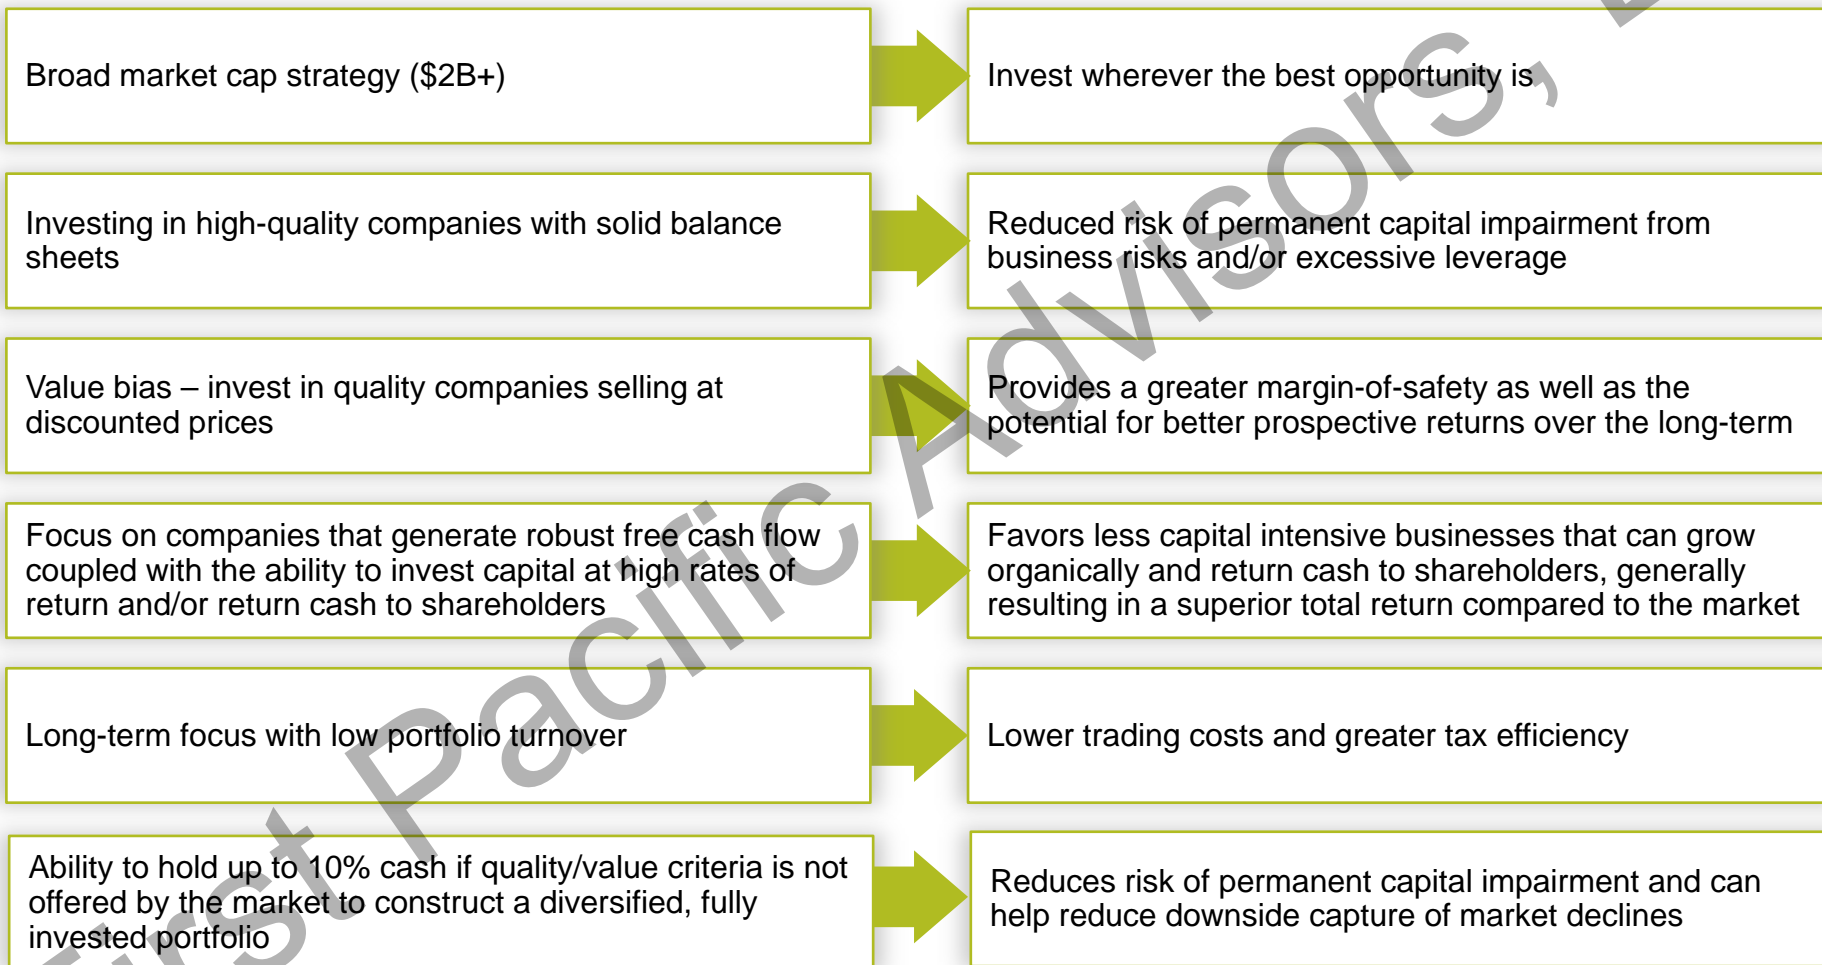 Broad market cap strategy ($2B+)
Invest wherever the best opportunity is
Investing in high-quality companies with solid balance
sheets
Reduced risk of permanent capital impairment from
business risks and/or excessive leverage
Value bias – invest in quality companies selling at
discounted prices
Provides a greater margin-of-safety as well as the
potential for better prospective returns over the long-term
Focus on companies that generate robust free cash flow
coupled with the ability to invest capital at high rates of
return and/or return cash to shareholders
Favors less capital intensive businesses that can grow
organically and return cash to shareholders, generally
resulting in a superior total return compared to the market
Long-term focus with low portfolio turnover
Lower trading costs and greater tax efficiency
Ability to hold up to 10% cash if quality/value criteria is not
offered by the market to construct a diversified, fully
invested portfolio
Reduces risk of permanent capital impairment and can
help reduce downside capture of market declines
First Pacific Advisors,